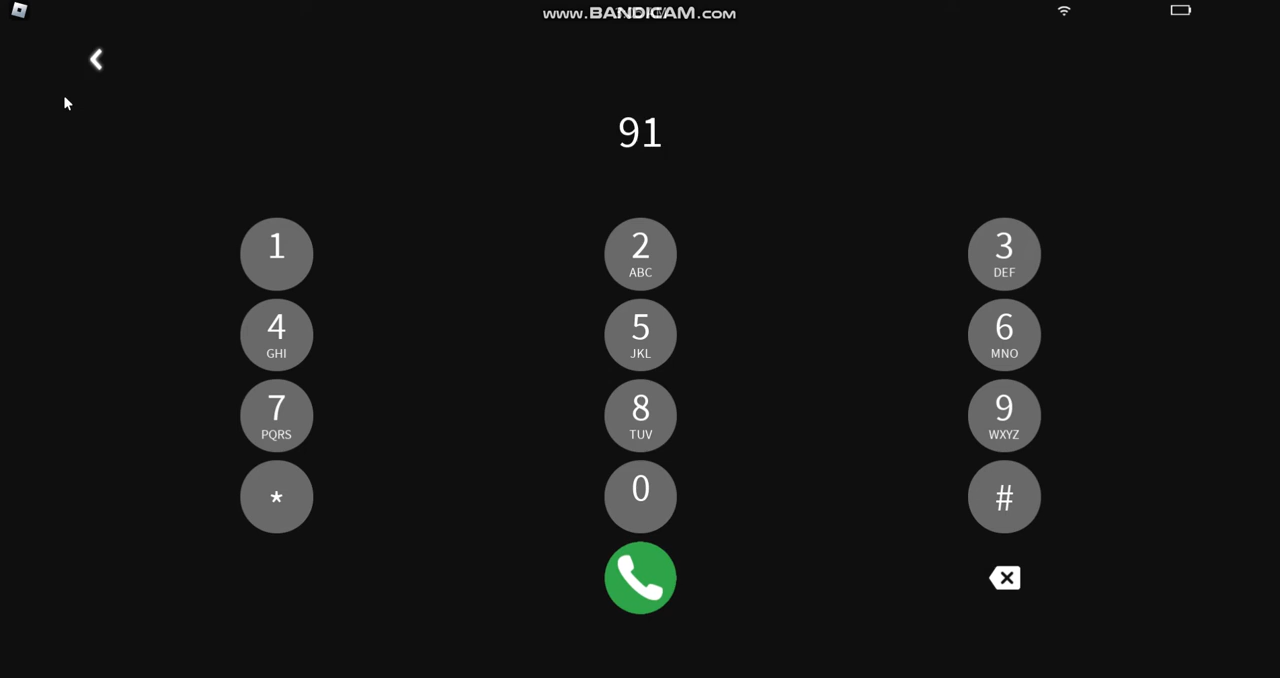 www.BANDICAM.com
91
1 2 3
ABC DEF
4 5 6
GHI JKL MNO
7 8 9
PQRS TUV WXYZ
* 0 #